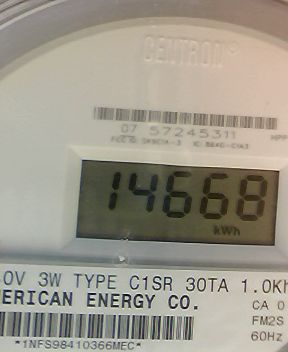 CENTRON®
07 57245311
14668
kWh
0V 3W TYPE C1SR 30TA 1.0Kh
ERICAN ENERGY CO.
CA 0
FM2S
60Hz
*1NFS98410366MEC*